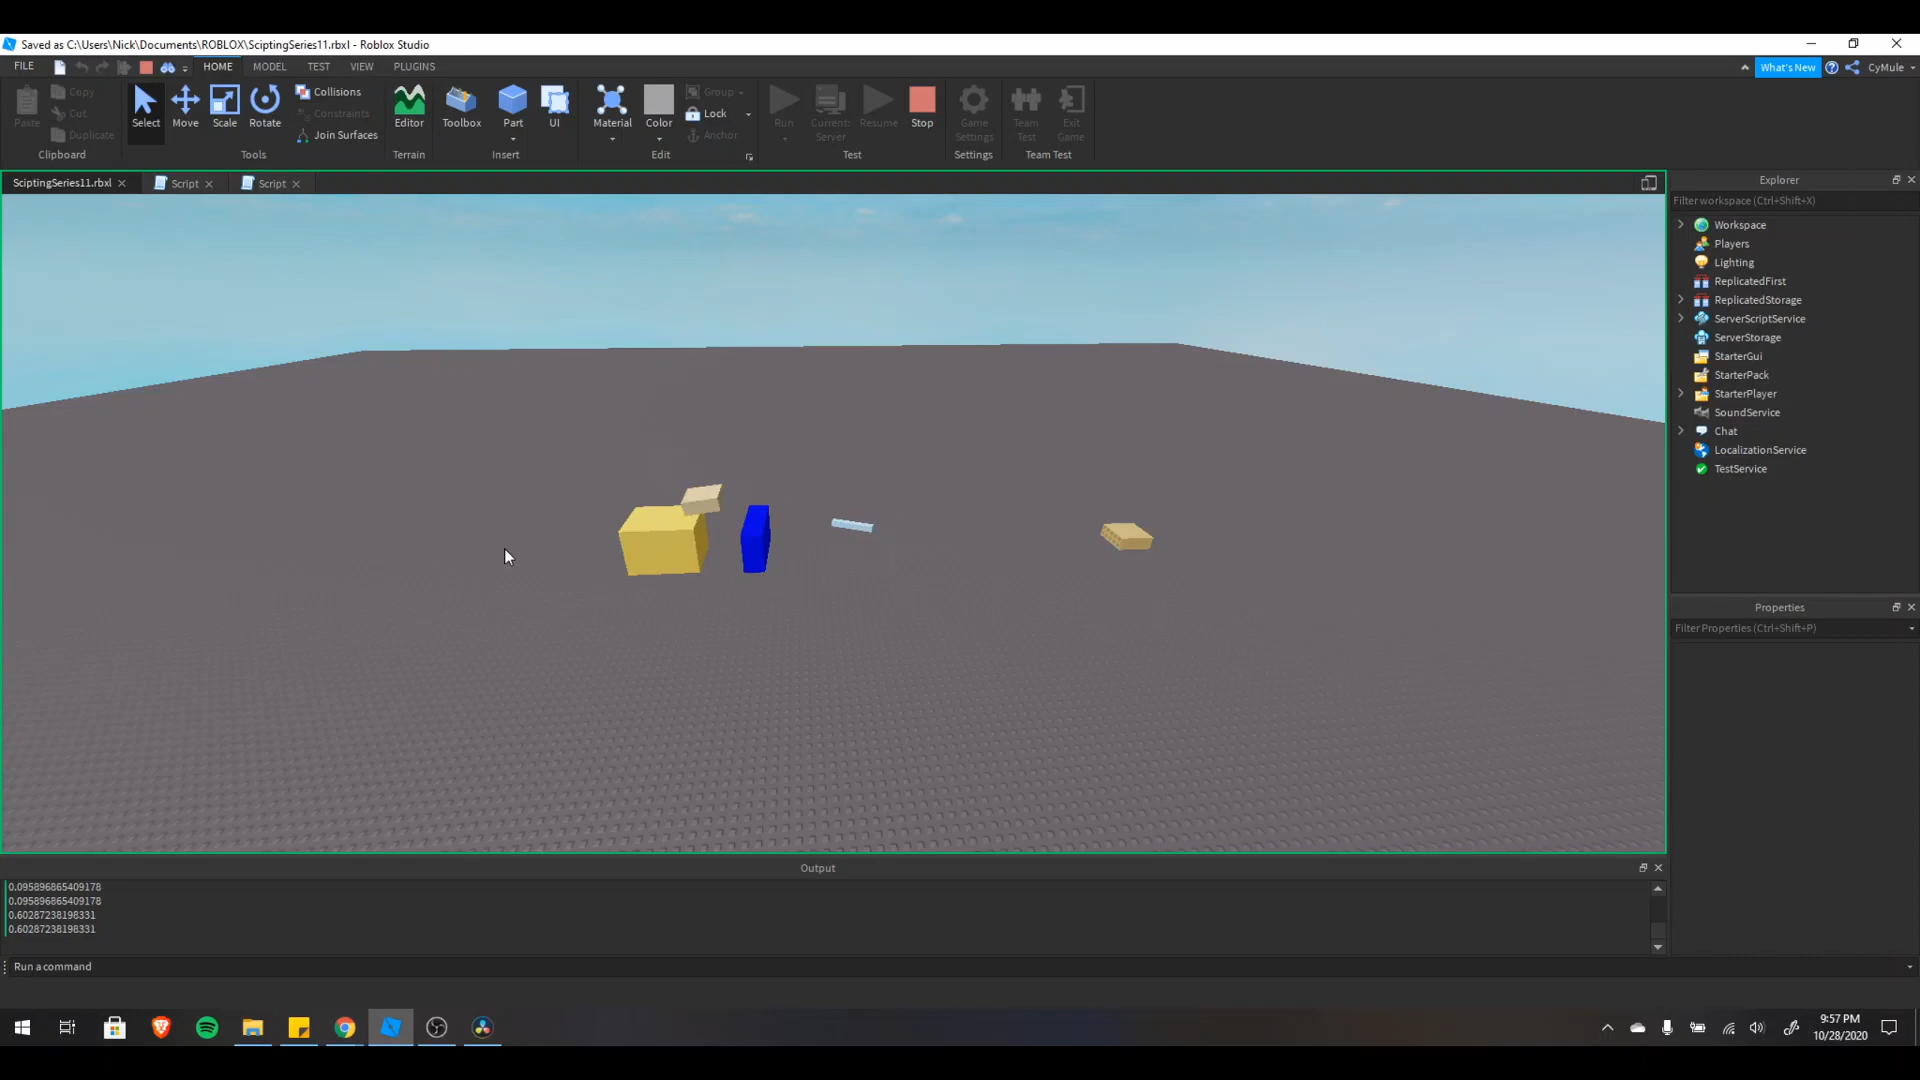 Saved as C:\Users\Nick\Documents\ROBLOX\SciptingSeries11.rbxl - Roblox Studio
FILE HOME MODEL TEST VIEW PLUGINS What's New CyMule
Copy Collisions Group
Cut Constraints Lock
Paste Duplicate Select Move Scale Rotate Join Surfaces Editor Toolbox Part UI Material Color Anchor Run Current: Server Resume Stop Game Settings Team Test Exit Game
Clipboard Tools Terrain Insert Edit Test Settings Team Test
SciptingSeries11.rbxl Script Script
Explorer
Filter workspace (Ctrl+Shift+X)
Workspace
Players
Lighting
ReplicatedFirst
ReplicatedStorage
ServerScriptService
ServerStorage
StarterGui
StarterPack
StarterPlayer
SoundService
Chat
LocalizationService
TestService
Properties
Filter Properties (Ctrl+Shift+P)
Output
0.095896865409178
0.095896865409178
0.60287238198331
0.60287238198331
Run a command
9:57 PM
10/28/2020